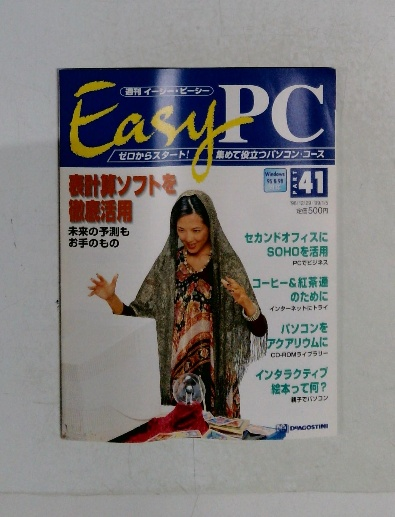 週刊 イージー・ピーシー
Easy PC
ゼロからスタート! 集めて役立つパソコン・コース
Windows
95 & 98
PART 41
定価500円
表計算ソフトを
徹底活用
未来の予測も
お手のもの
セカンドオフィスに
SOHOを活用
PCでビジネス
コーヒー&紅茶通
のために
インターネットにトライ
パソコンを
アクアリウムに
CD-ROMライブラリー
インタラクティブ
絵本って何?
親子でパソコン
DeAGOSTINI